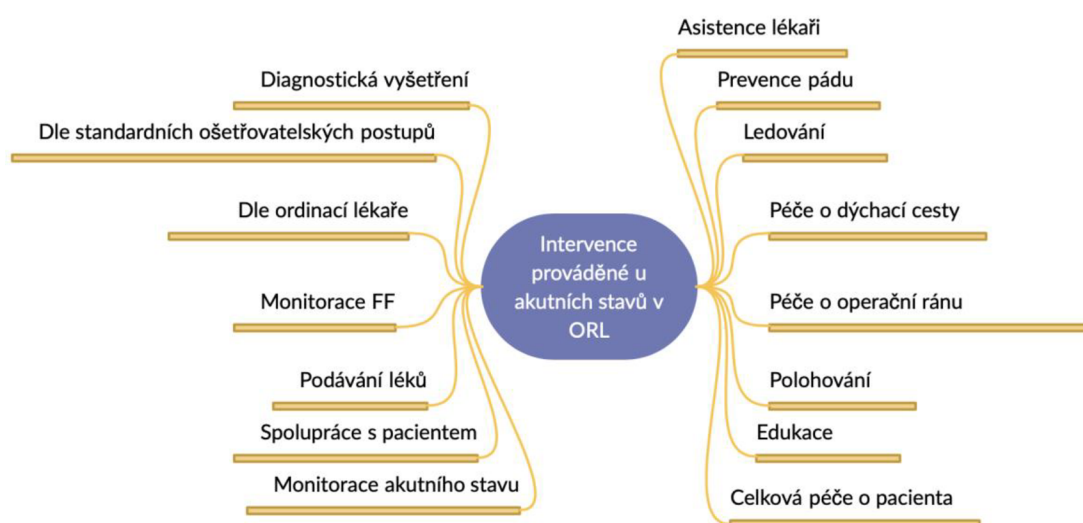 Diagnostická vyšetření
Dle standardních ošetřovatelských postupů
Dle ordinací lékaře
Monitorace FF
Podávání léků
Spolupráce s pacientem
Monitorace akutního stavu
Intervence
prováděné u
akutních stavů v
ORL
Asistence lékaři
Prevence pádu
Ledování
Péče o dýchací cesty
Péče o operační ránu
Polohování
Edukace
Celková péče o pacienta